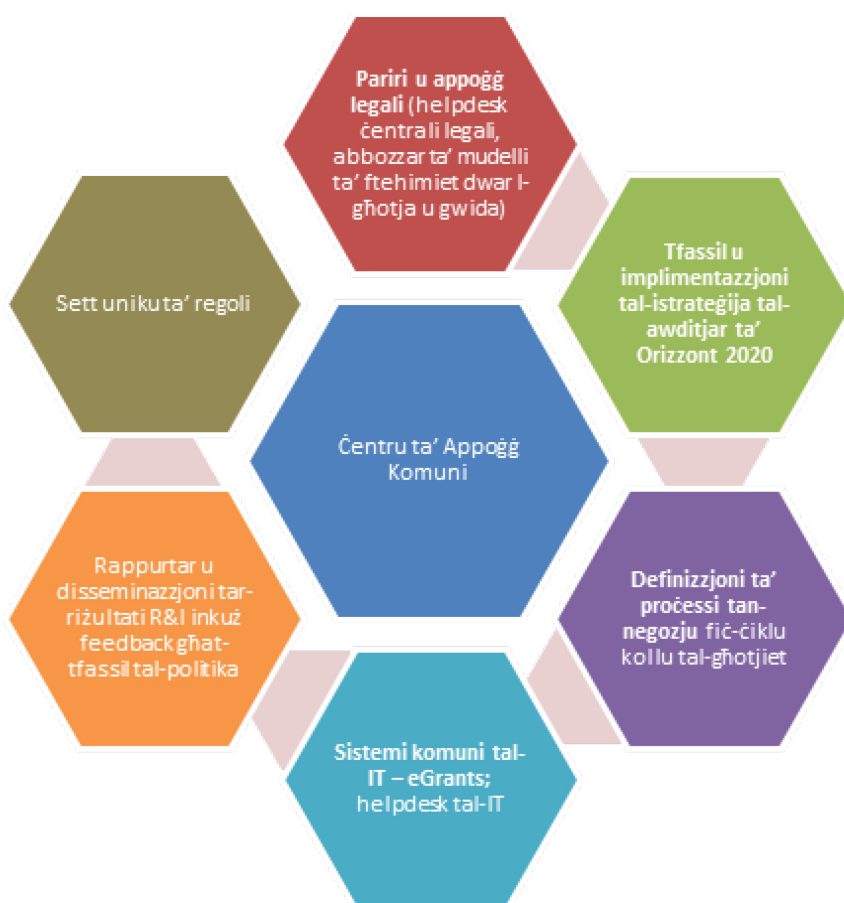 Pariri u appoġġ
legali (helpdesk
ċentrali legali,
abbozzar ta’ mudelli
ta’ ftehimiet dwar l-
għotja u gwida)
Tfassil u
implimentazzjoni
tal-istrateġija tal-
awditjar ta’
Orizzont 2020
Definizzjoni ta’
proċessi tan-
negozju fiċ-ċiklu
kollu tal-għotjiet
Sistemi komuni tal-
IT – eGrants;
helpdesk tal-IT
Rappurtar u
disseminazzjoni tar-
riżultati R&I inkuż
feedback għat-
tfassil tal-politika
Sett uniku ta’ regoli
Ċentru ta’ Appoġġ
Komuni